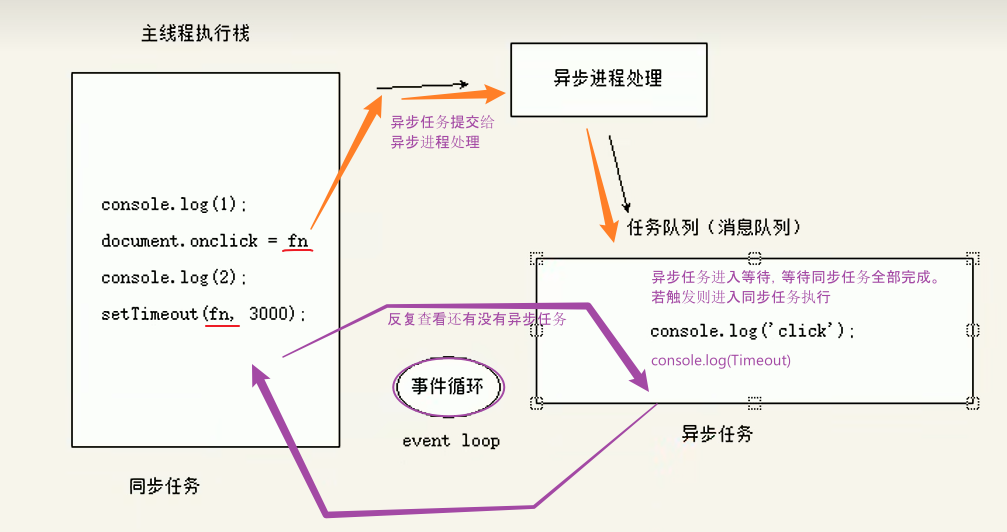 主线程执行栈
console.log(1);
document.onclick = fn
console.log(2);
setTimeout(fn, 3000);
同步任务
异步任务提交给
异步进程处理
异步进程处理
任务队列（消息队列）
异步任务进入等待, 等待同步任务全部完成。
若触发则进入同步任务执行
console.log('click');
console.log(Timeout)
异步任务
反复查看还有没有异步任务
事件循环
event loop